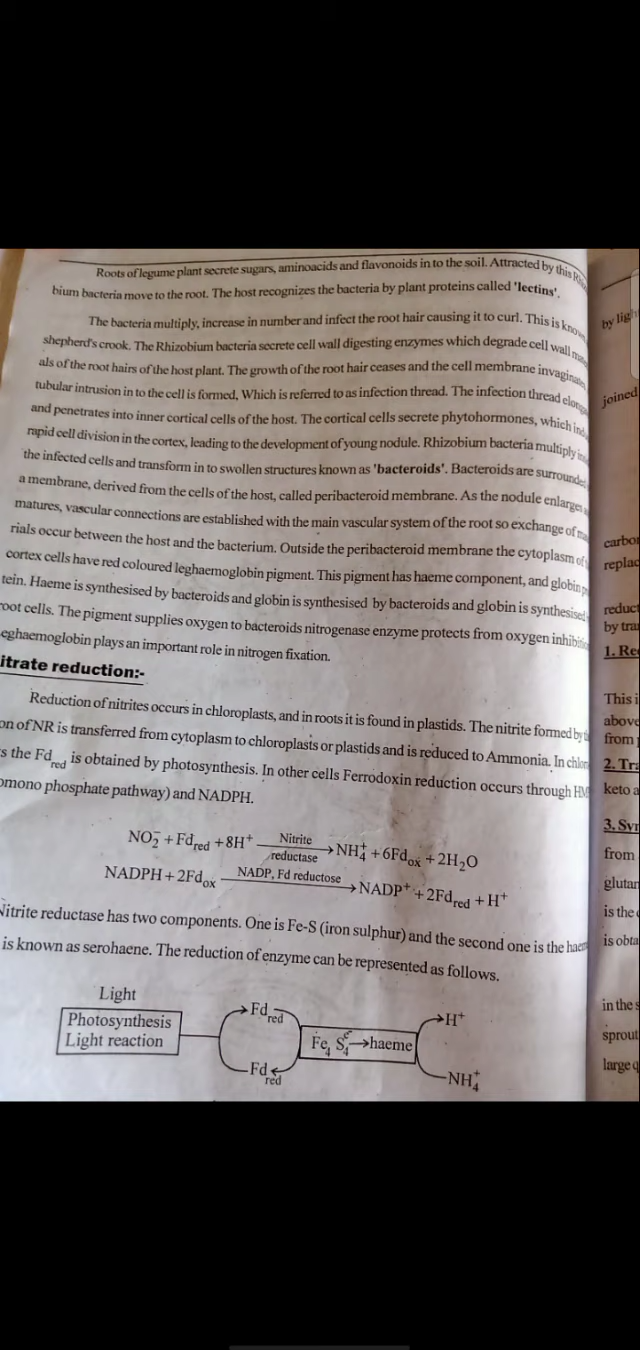 Roots of legume plant secrete sugars, aminoacids and flavonoids in to the soil. Attracted by this
bium bacteria move to the root. The host recognizes the bacteria by plant proteins called 'lectins'.
The bacteria multiply, increase in number and infect the root hair causing it to curl. This is
shepherd's crook. The Rhizobium bacteria secrete cell wall digesting enzymes which degrade cell wall
als of the root hairs of the host plant. The growth of the root hair ceases and the cell membrane
tubular intrusion in to the cell is formed, Which is referred to as infection thread. The infection thread
and penetrates into inner cortical cells of the host. The cortical cells secrete phytohormones, which
rapid cell division in the cortex, leading to the development of young nodule. Rhizobium bacteria multiply
the infected cells and transform in to swollen structures known as 'bacteroids'. Bacteroids are
a membrane, derived from the cells of the host, called peribacteroid membrane. As the nodule
matures, vascular connections are established with the main vascular system of the root so exchange of
rials occur between the host and the bacterium. Outside the peribacteroid membrane the cytoplasm of
cortex cells have red coloured leghaemoglobin pigment. This pigment has haeme component, and globin
tein. Haeme is synthesised by bacteroids and globin is synthesised by bacteroids and globin is synthesised
root cells. The pigment supplies oxygen to bacteroids nitrogenase enzyme protects from oxygen
eghaemoglobin plays an important role in nitrogen fixation.
itrate reduction:-
Reduction of nitrites occurs in chloroplasts, and in roots it is found in plastids. The nitrite formed by
on of NR is transferred from cytoplasm to chloroplasts or plastids and is reduced to Ammonia. In
s the Fd red is obtained by photosynthesis. In other cells Ferrodoxin reduction occurs through
omono phosphate pathway) and NADPH.
NO₂⁻ + Fd red + 8H⁺ Nitrite reductase → NH₄⁺ + 6Fd ox + 2H₂O
NADPH + 2Fd ox NADP, Fd reductose → NADP⁺ + 2Fd red + H⁺
Nitrite reductase has two components. One is Fe-S (iron sulphur) and the second one is the
is known as serohaene. The reduction of enzyme can be represented as follows.
Light
Photosynthesis
Light reaction
Fd red
Fd red
Fe₄ S₄ e⁻ →haeme
H⁺
NH₄⁺
joined
carbon
replac
reduct
by tra
1. Re
This i
above
from
2. Tra
keto a
3. Syr
from
glutan
is the
is obta
in the s
sprout
large q